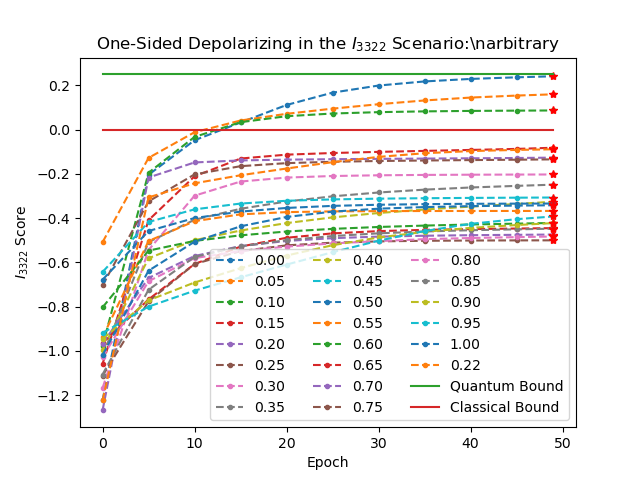 One-Sided Depolarizing in the I3322 Scenario:\narbitrary
0.2
0.0
−0.2
−0.4
−0.6
−0.8
−1.0
−1.2
I3322 Score
0.00 0.40 0.80
0.05 0.45 0.85
0.10 0.50 0.90
0.15 0.55 0.95
0.20 0.60 1.00
0.25 0.65 0.22
0.30 0.70 Quantum Bound
0.35 0.75 Classical Bound
0 10 20 30 40 50
Epoch